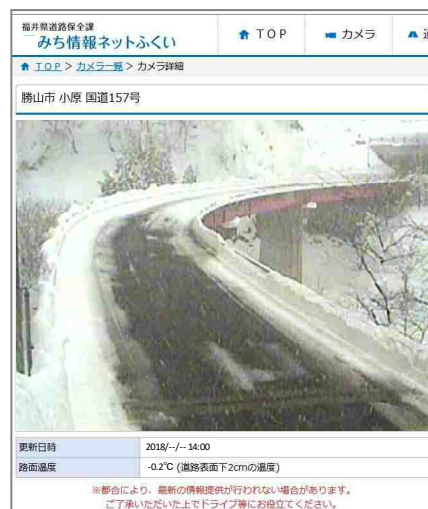 福井県道路保全課
みち情報ネットふくい
TOP
カメラ
TOP > カメラ一覧 > カメラ詳細
勝山市 小原 国道157号
更新日時 2018/--/-- 14:00
路面温度 -0.2℃ (道路表面下2cmの温度)
※都合により、最新の情報提供が行われない場合があります。
ご了承いただいた上でドライブ等にお役立てください。